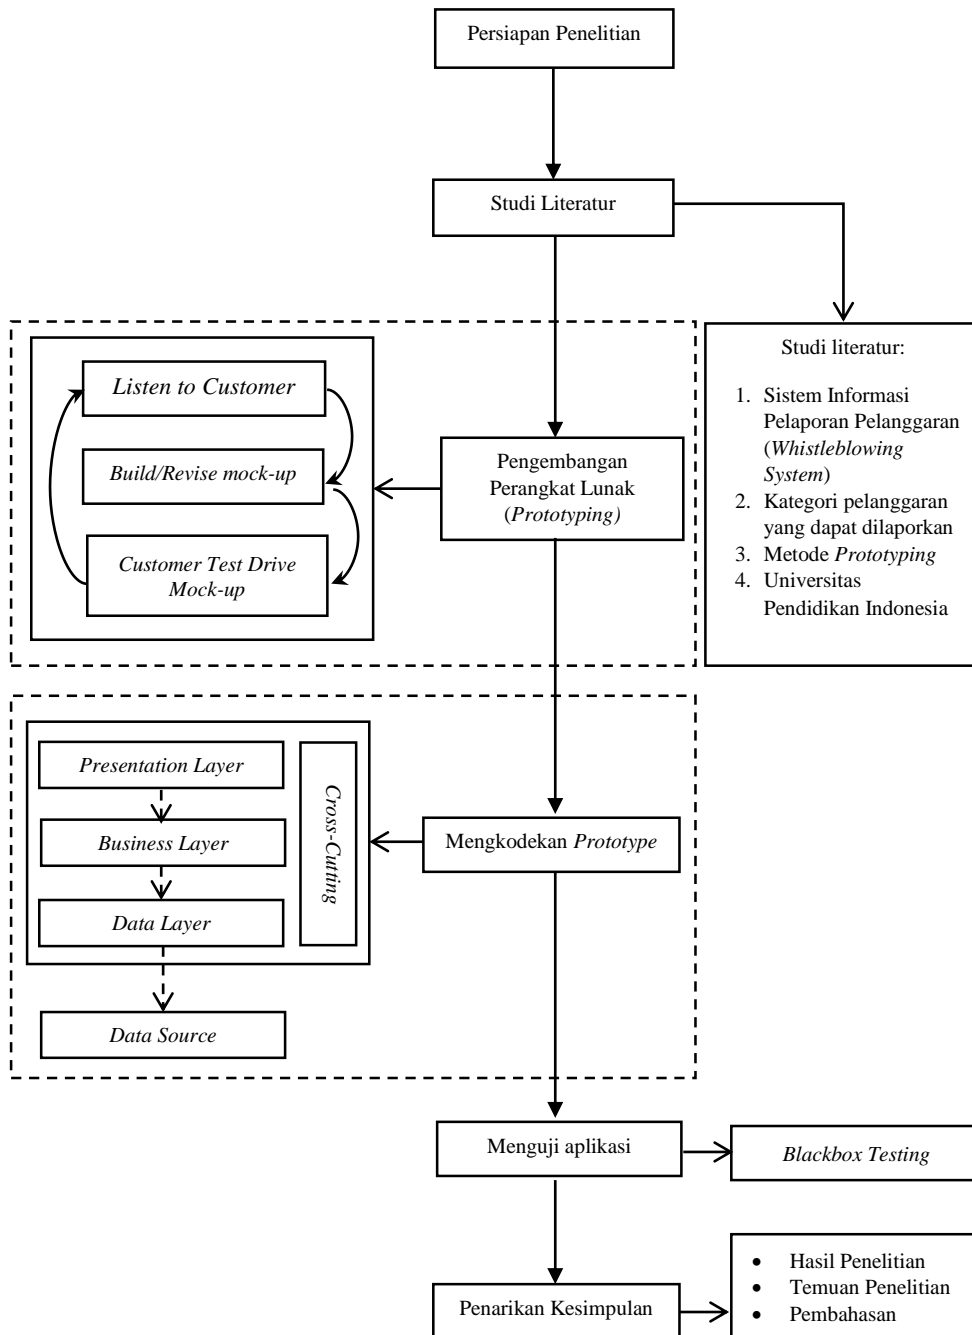 Persiapan Penelitian
Studi Literatur
Studi literatur:
1. Sistem Informasi
Pelaporan Pelanggaran
(Whistleblowing
System)
2. Kategori pelanggaran
yang dapat dilaporkan
3. Metode Prototyping
4. Universitas
Pendidikan Indonesia
Listen to Customer
Build/Revise mock-up
Customer Test Drive
Mock-up
Pengembangan
Perangkat Lunak
(Prototyping)
Presentation Layer
Business Layer
Data Layer
Cross-Cutting
Data Source
Mengkodekan Prototype
Menguji aplikasi
Blackbox Testing
Penarikan Kesimpulan
• Hasil Penelitian
• Temuan Penelitian
• Pembahasan